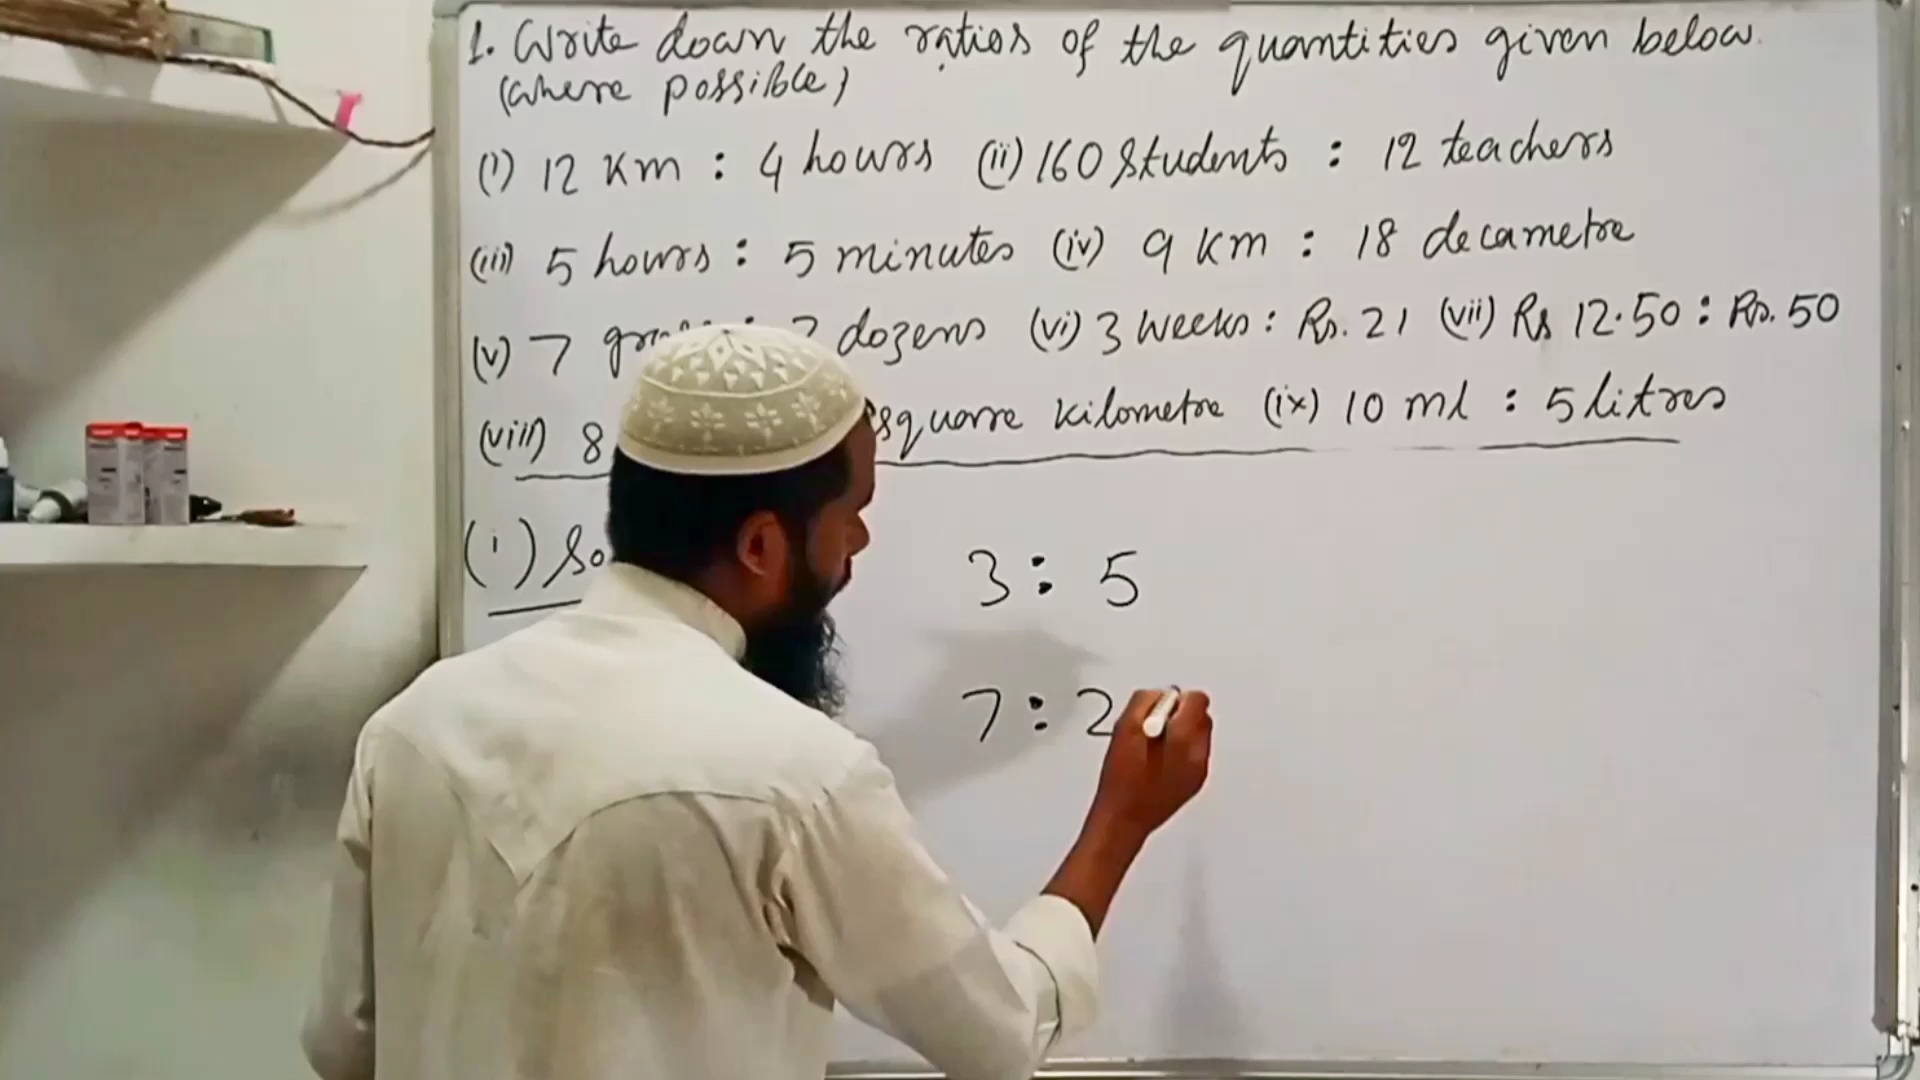 1. Write down the ratios of the quantities given below.
(where possible)
(i) 12 Km : 4 hours (ii) 160 students : 12 teachers
(iii) 5 hours : 5 minutes (iv) 9 Km : 18 decametre
(v) 7 dozens (vi) 3 weeks : Rs. 21 (vii) Rs 12.50 : Rs. 50
(viii) 8 square kilometre (ix) 10 ml : 5 litres
(i) So
3 : 5
7 : 2